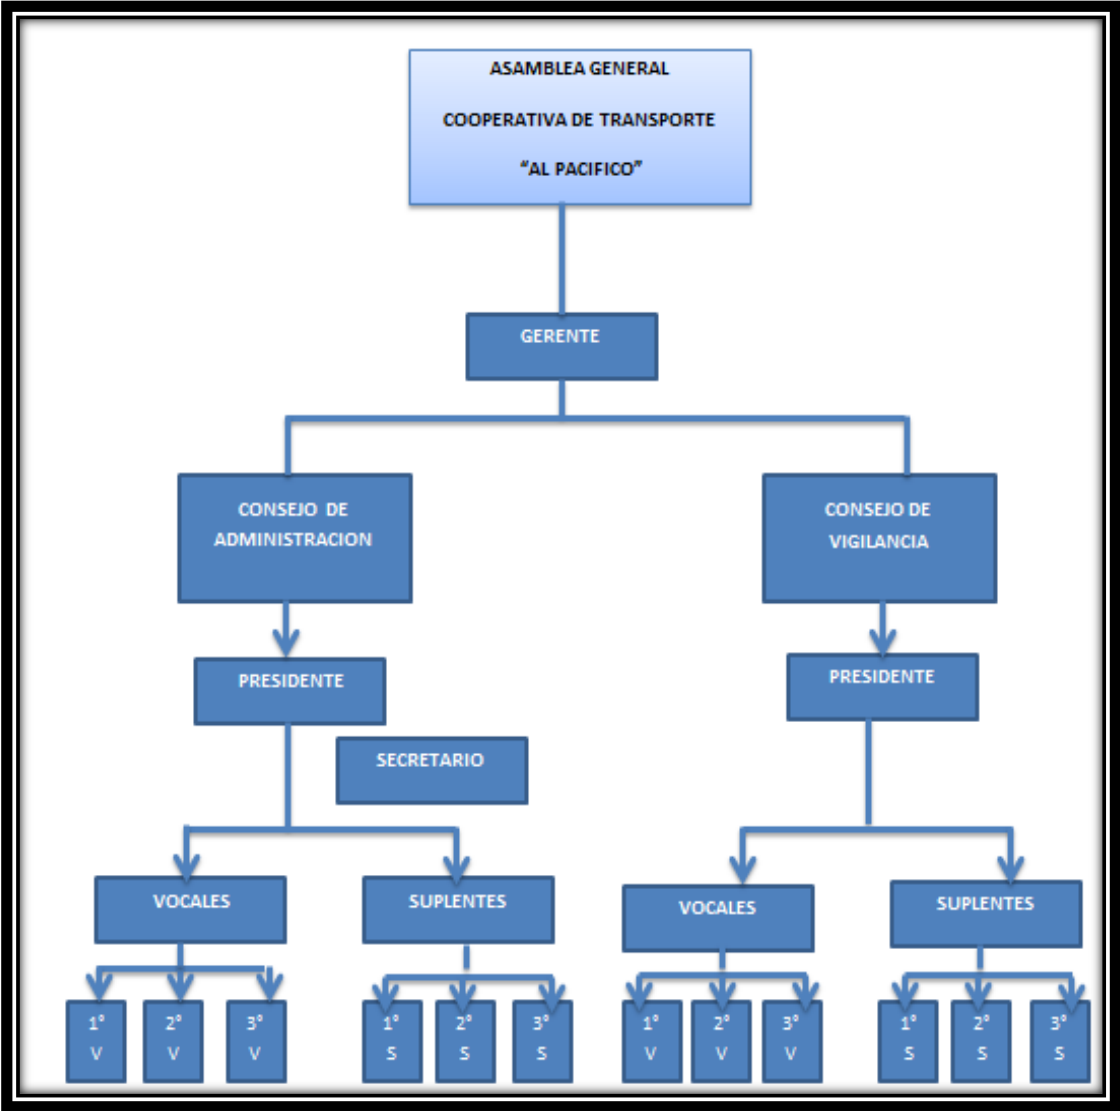 ASAMBLEA GENERAL
COOPERATIVA DE TRANSPORTE
“AL PACIFICO”
GERENTE
CONSEJO DE
ADMINISTRACION
CONSEJO DE
VIGILANCIA
PRESIDENTE
PRESIDENTE
SECRETARIO
VOCALES
SUPLENTES
VOCALES
SUPLENTES
1°
V
2°
V
3°
V
1°
S
2°
S
3°
S
1°
V
2°
V
3°
V
1°
S
2°
S
3°
S